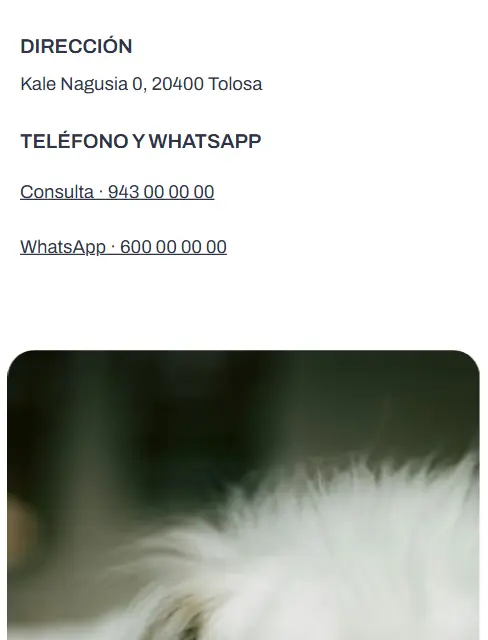 DIRECCIÓN
Kale Nagusia 0, 20400 Tolosa
TELÉFONO Y WHATSAPP
Consulta · 943 00 00 00
WhatsApp · 600 00 00 00